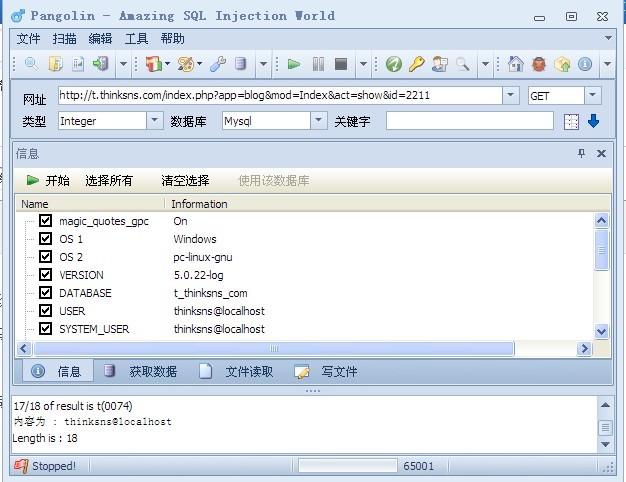 Pangolin - Amazing SQL Injection World
文件 扫描 编辑 工具 帮助
网址 http://t.thinksns.com/index.php?app=blog&mod=Index&act=show&id=2211 GET
类型 Integer 数据库 Mysql 关键字
信息
开始 选择所有 清空选择 使用该数据库
Name Information
magic_quotes_gpc On
OS 1 Windows
OS 2 pc-linux-gnu
VERSION 5.0.22-log
DATABASE t_thinksns_com
USER thinksns@localhost
SYSTEM_USER thinksns@localhost
信息 获取数据 文件读取 写文件
17/18 of result is t(0074)
内容为 : thinksns@localhost
Length is : 18
Stopped! 65001